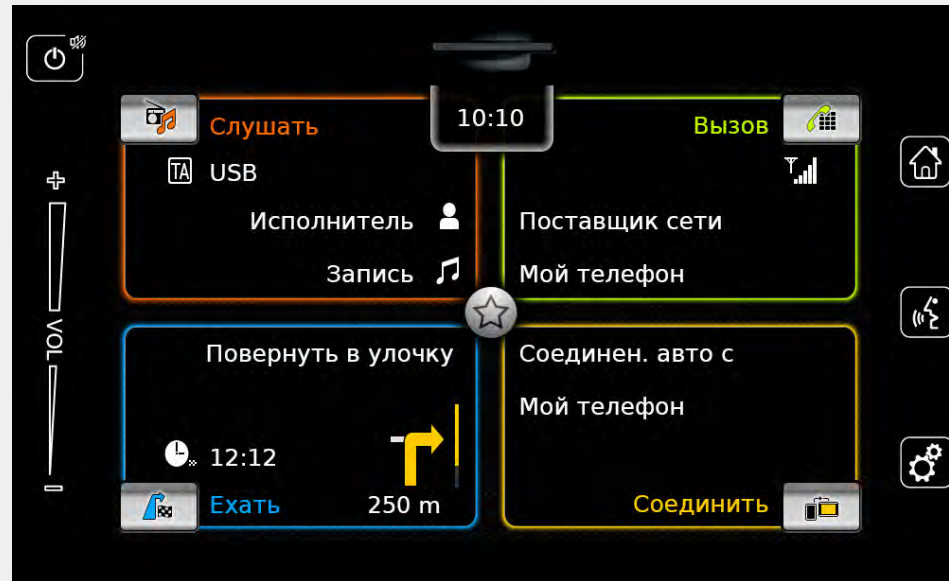 10:10
Слушать
TA USB
Исполнитель
Запись
Вызов
Поставщик сети
Мой телефон
VOL
Повернуть в улочку
12:12
Ехать 250 m
Соединен. авто с
Мой телефон
Соединить